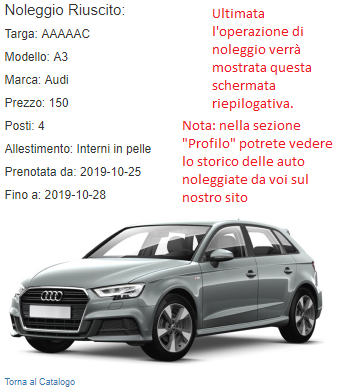 Noleggio Riuscito:
Targa: AAAAAC
Modello: A3
Marca: Audi
Prezzo: 150
Posti: 4
Allestimento: Interni in pelle
Prenotata da: 2019-10-25
Fino a: 2019-10-28
Ultimata
l'operazione di
noleggio verrà
mostrata questa
schermata
riepilogativa.
Nota: nella sezione
"Profilo" potrete vedere
lo storico delle auto
noleggiate da voi sul
nostro sito
Torna al Catalogo